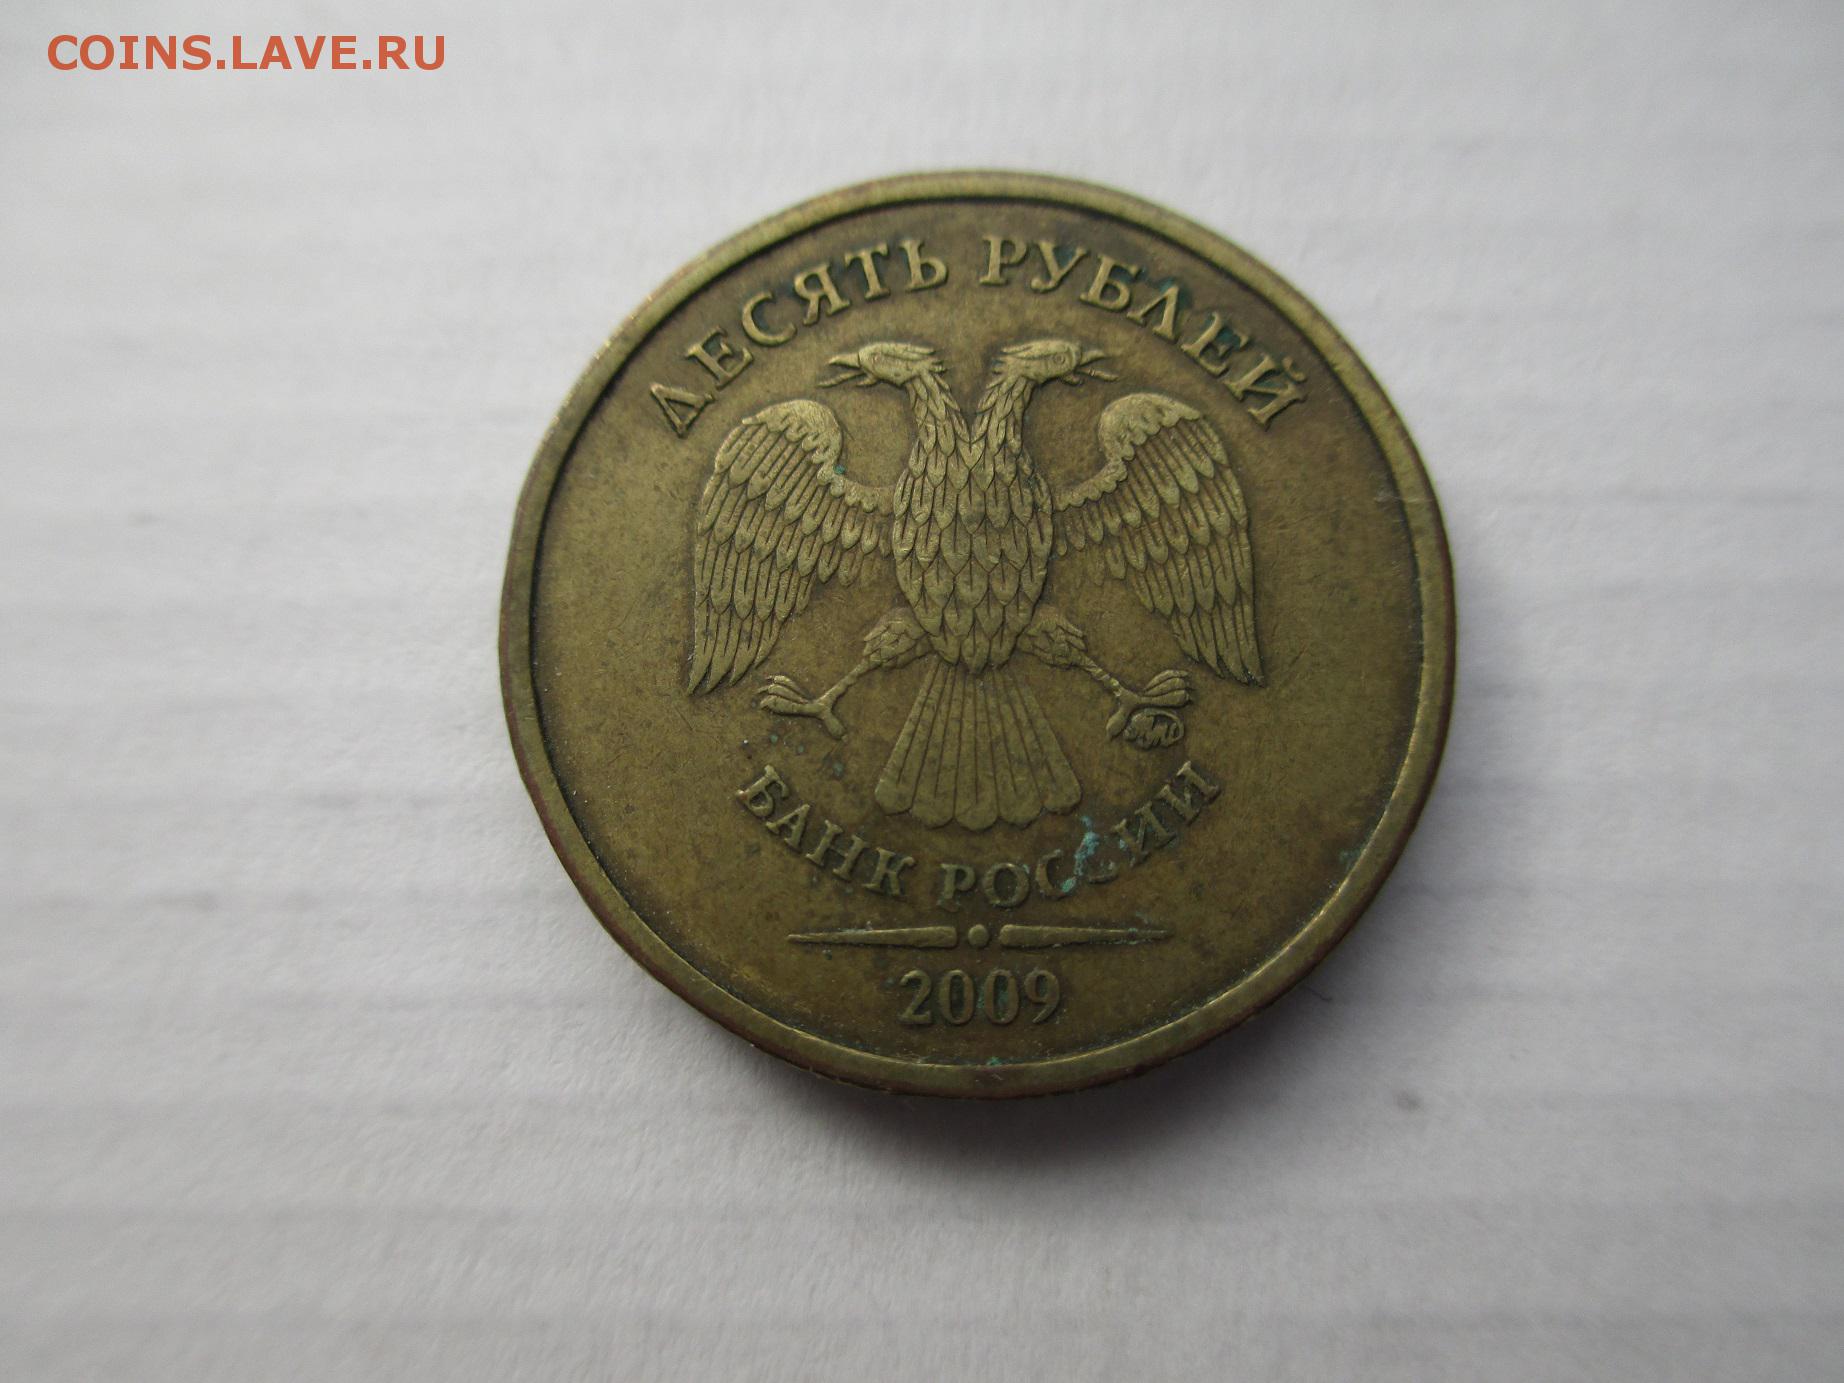 COINS.LAVE.RU
ДЕСЯТЬ РУБЛЕЙ
БАНК РОССИИ
2009